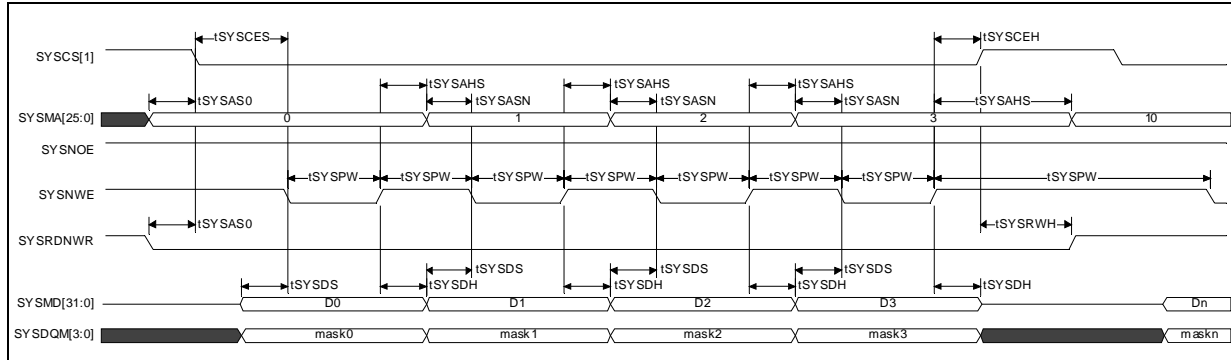 tSYSCES tSYSCEH
SYSCS[1]
tSYSAHS tSYSAHS tSYSAHS
tSYSAS0 tSYSASN tSYSASN tSYSASN tSYSAHS
SYSMA[25:0] 0 1 2 3 10
SYSNOE
tSYSPW tSYSPW tSYSPW tSYSPW tSYSPW tSYSPW tSYSPW tSYSPW
SYSNWE
tSYSAS0 tSYSRWH
SYSRDNWR
tSYSDS tSYSDS tSYSDS
tSYSDS tSYSDH tSYSDH tSYSDH tSYSDH
SYSMD[31:0] D0 D1 D2 D3 Dn
SYSDQM[3:0] mask0 mask1 mask2 mask3 maskn